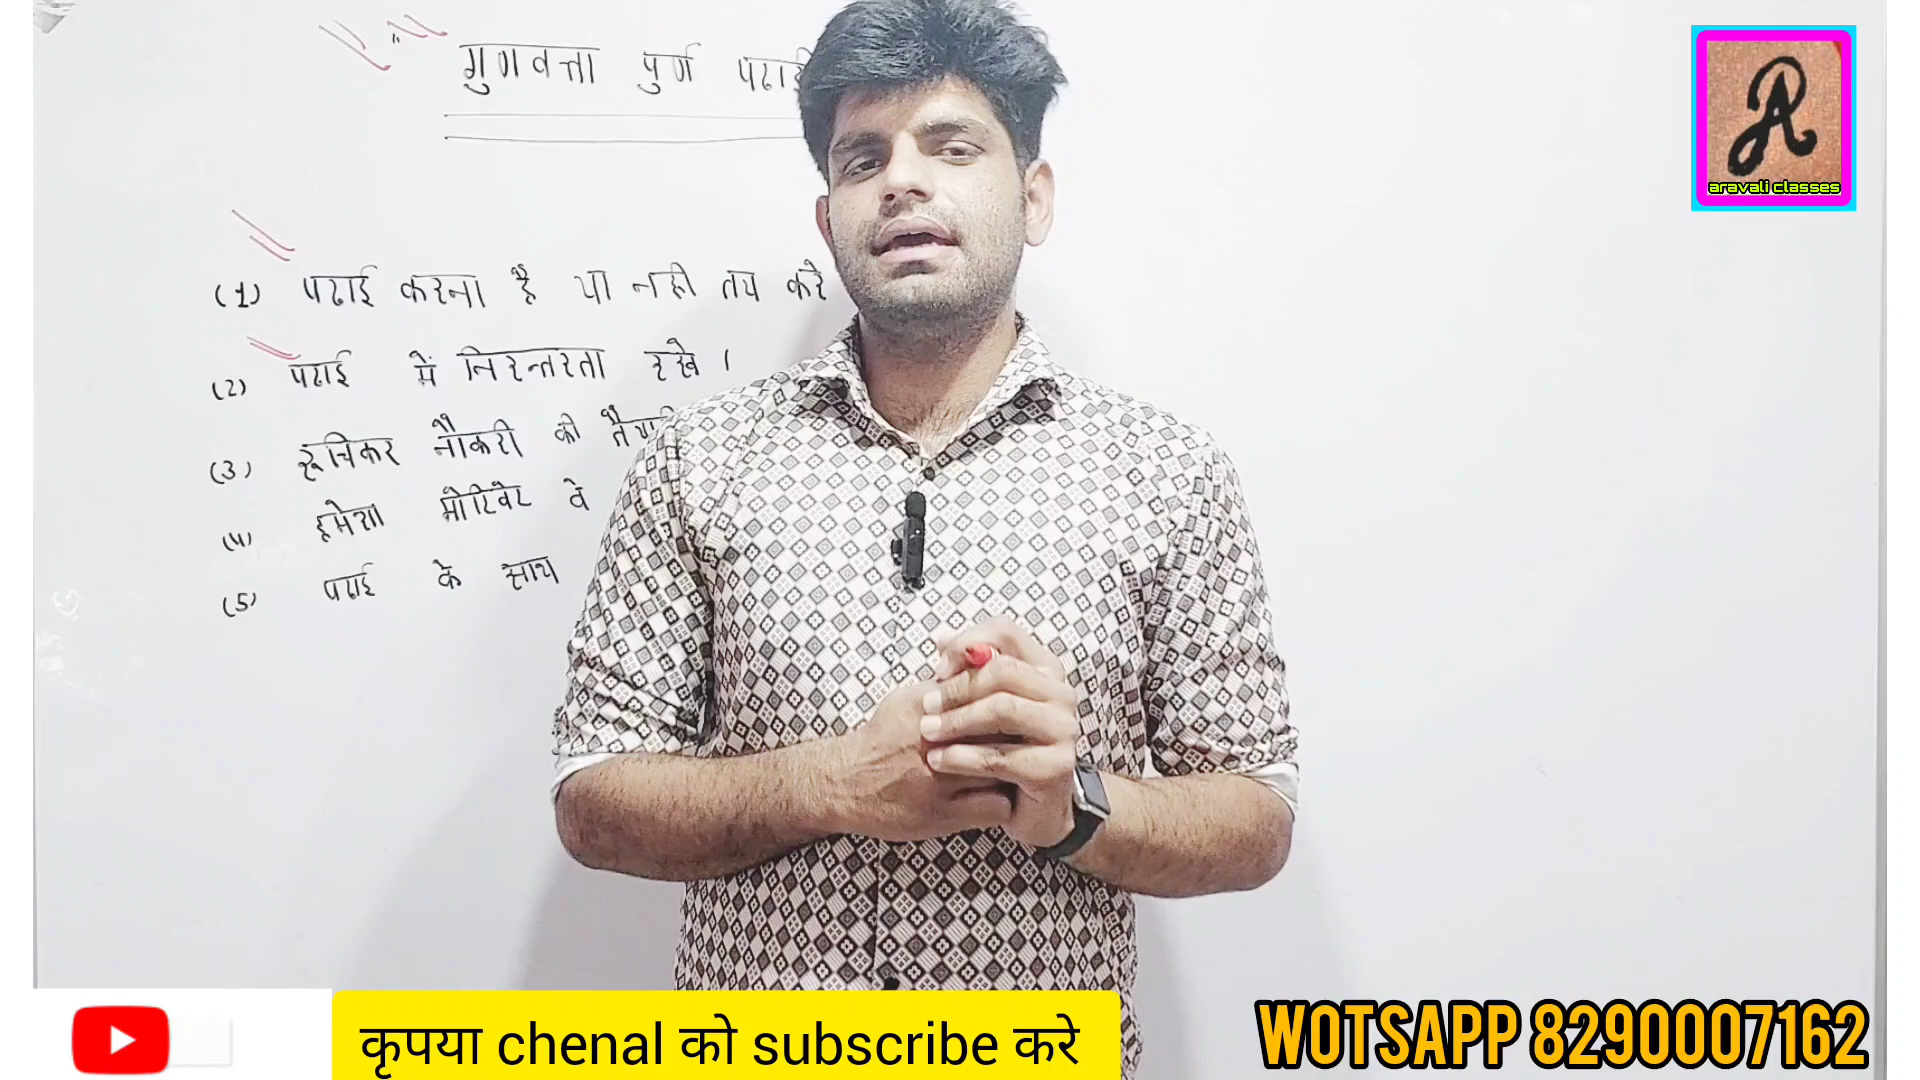 गुणवत्ता पुर्ण पढाई
(1) पढाई करना है या नही तय करे
(2) पढाई में निरन्तरता रखे ।
(3) रूचिकर नौकरी की
(4) हमेशा मोटिवेट वे
(5) पढाई के साथ
aravali classes
कृपया chenal को subscribe करे
WOTSAPP 8290007162